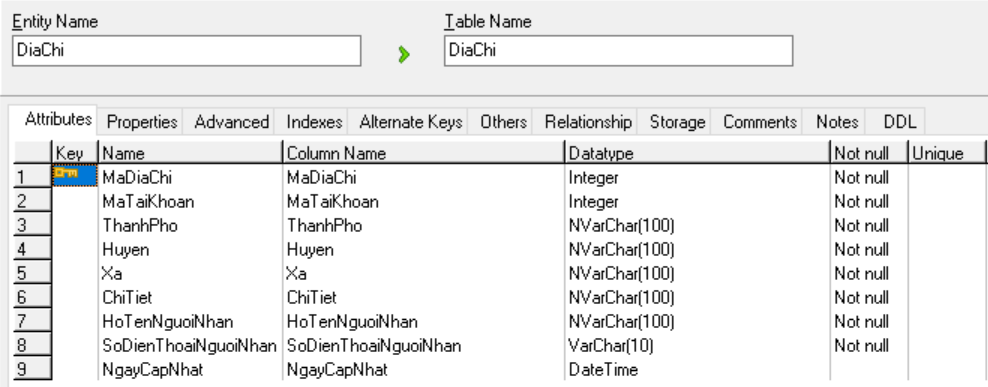 Entity Name Table Name
DiaChi DiaChi
Attributes Properties Advanced Indexes Alternate Keys Others Relationship Storage Comments Notes DDL
Key Name Column Name Datatype Not null Unique
1 MaDiaChi MaDiaChi Integer Not null
2 MaTaiKhoan MaTaiKhoan Integer Not null
3 ThanhPho ThanhPho NVarChar(100) Not null
4 Huyen Huyen NVarChar(100) Not null
5 Xa Xa NVarChar(100) Not null
6 ChiTiet ChiTiet NVarChar(100) Not null
7 HoTenNguoiNhan HoTenNguoiNhan NVarChar(100) Not null
8 SoDienThoaiNguoiNhan SoDienThoaiNguoiNhan VarChar(10) Not null
9 NgayCapNhat NgayCapNhat DateTime